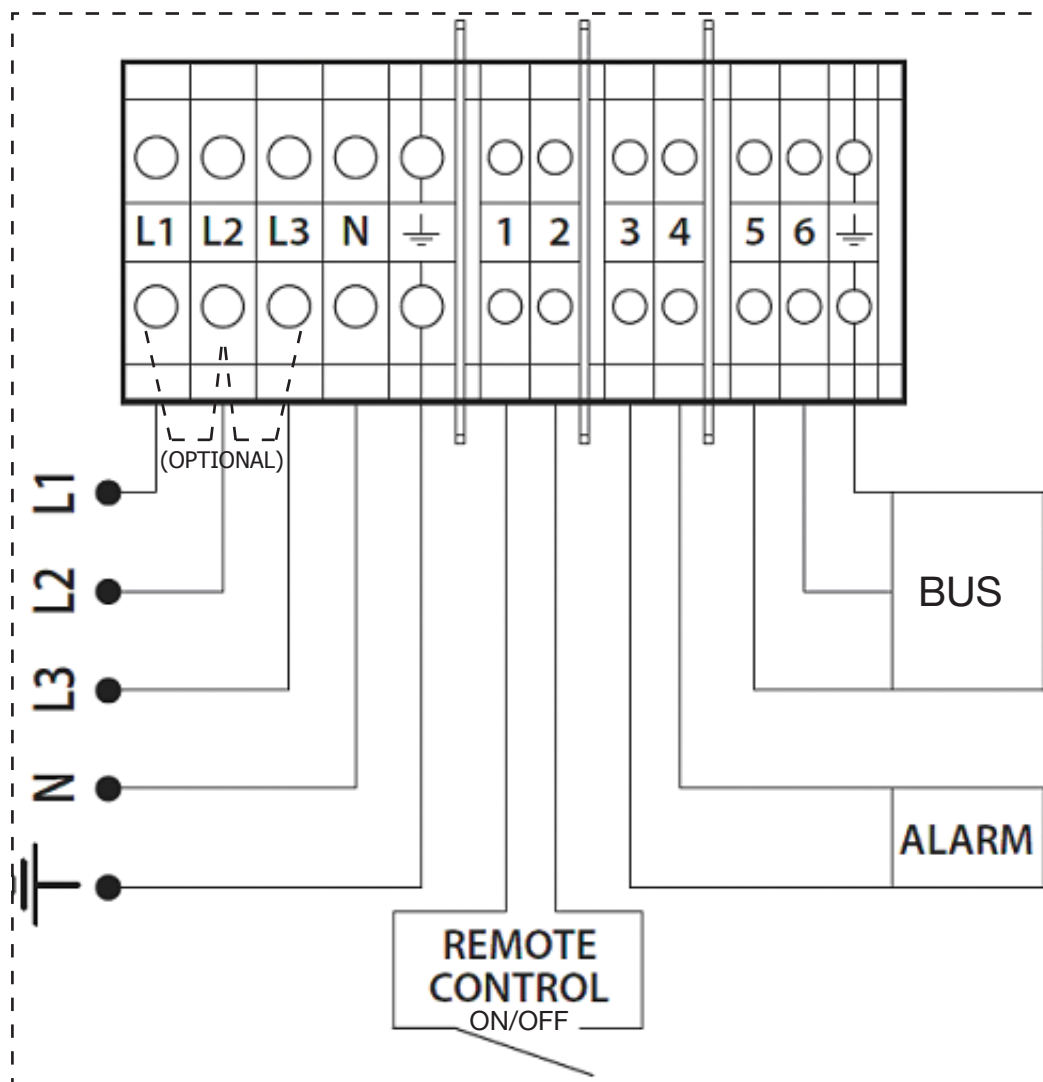 L1 L2 L3 N 1 2 3 4 5 6
(OPTIONAL)
L1
L2
L3
N
BUS
ALARM
REMOTE
CONTROL
ON/OFF